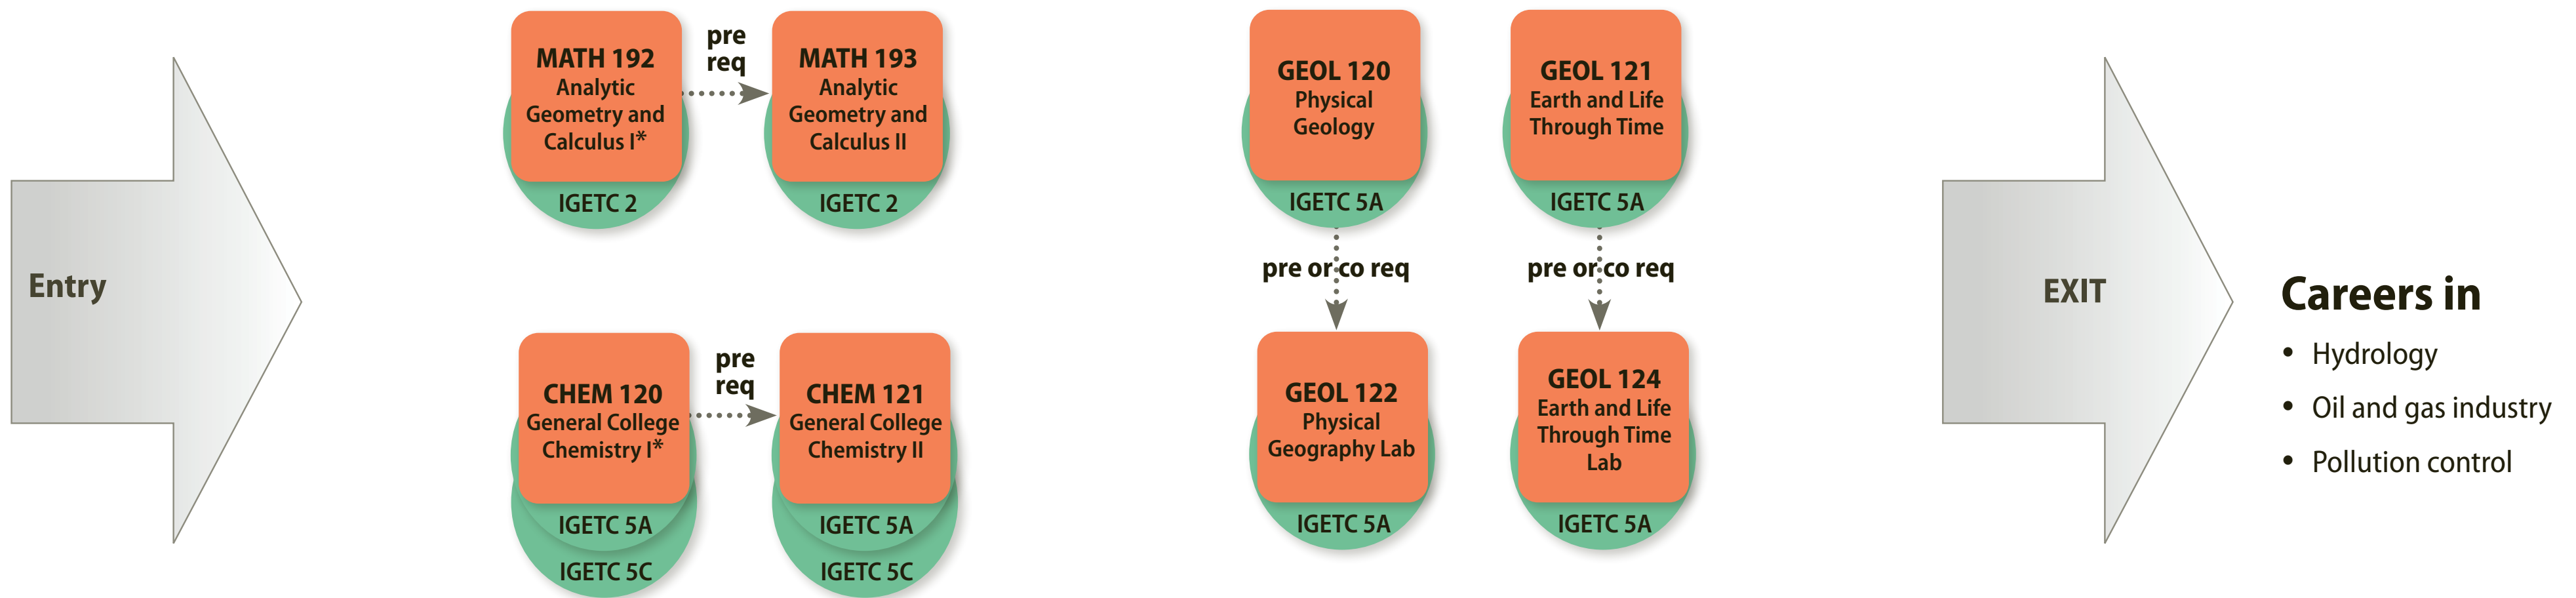 Entry
MATH 192
Analytic
Geometry and
Calculus I*
IGETC 2
pre
req
MATH 193
Analytic
Geometry and
Calculus II
IGETC 2
CHEM 120
General College
Chemistry I*
IGETC 5A
IGETC 5C
pre
req
CHEM 121
General College
Chemistry II
IGETC 5A
IGETC 5C
GEOL 120
Physical
Geology
IGETC 5A
pre or co req
GEOL 122
Physical
Geography Lab
IGETC 5A
GEOL 121
Earth and Life
Through Time
IGETC 5A
pre or co req
GEOL 124
Earth and Life
Through Time
Lab
IGETC 5A
EXIT
Careers in
• Hydrology
• Oil and gas industry
• Pollution control